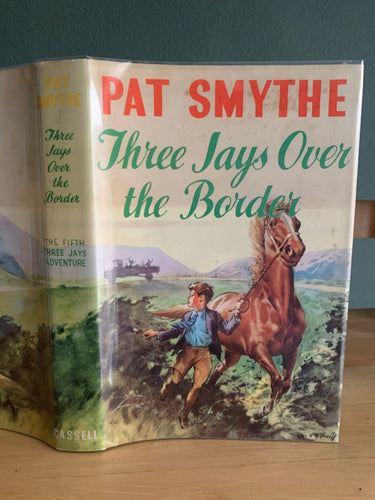 PAT
SMYTHE
Three
Jays
Over
the
Border
THE FIFTH
THREE JAYS
ADVENTURE
CASSELL
PAT SMYTHE
Three Jays Over
the Border